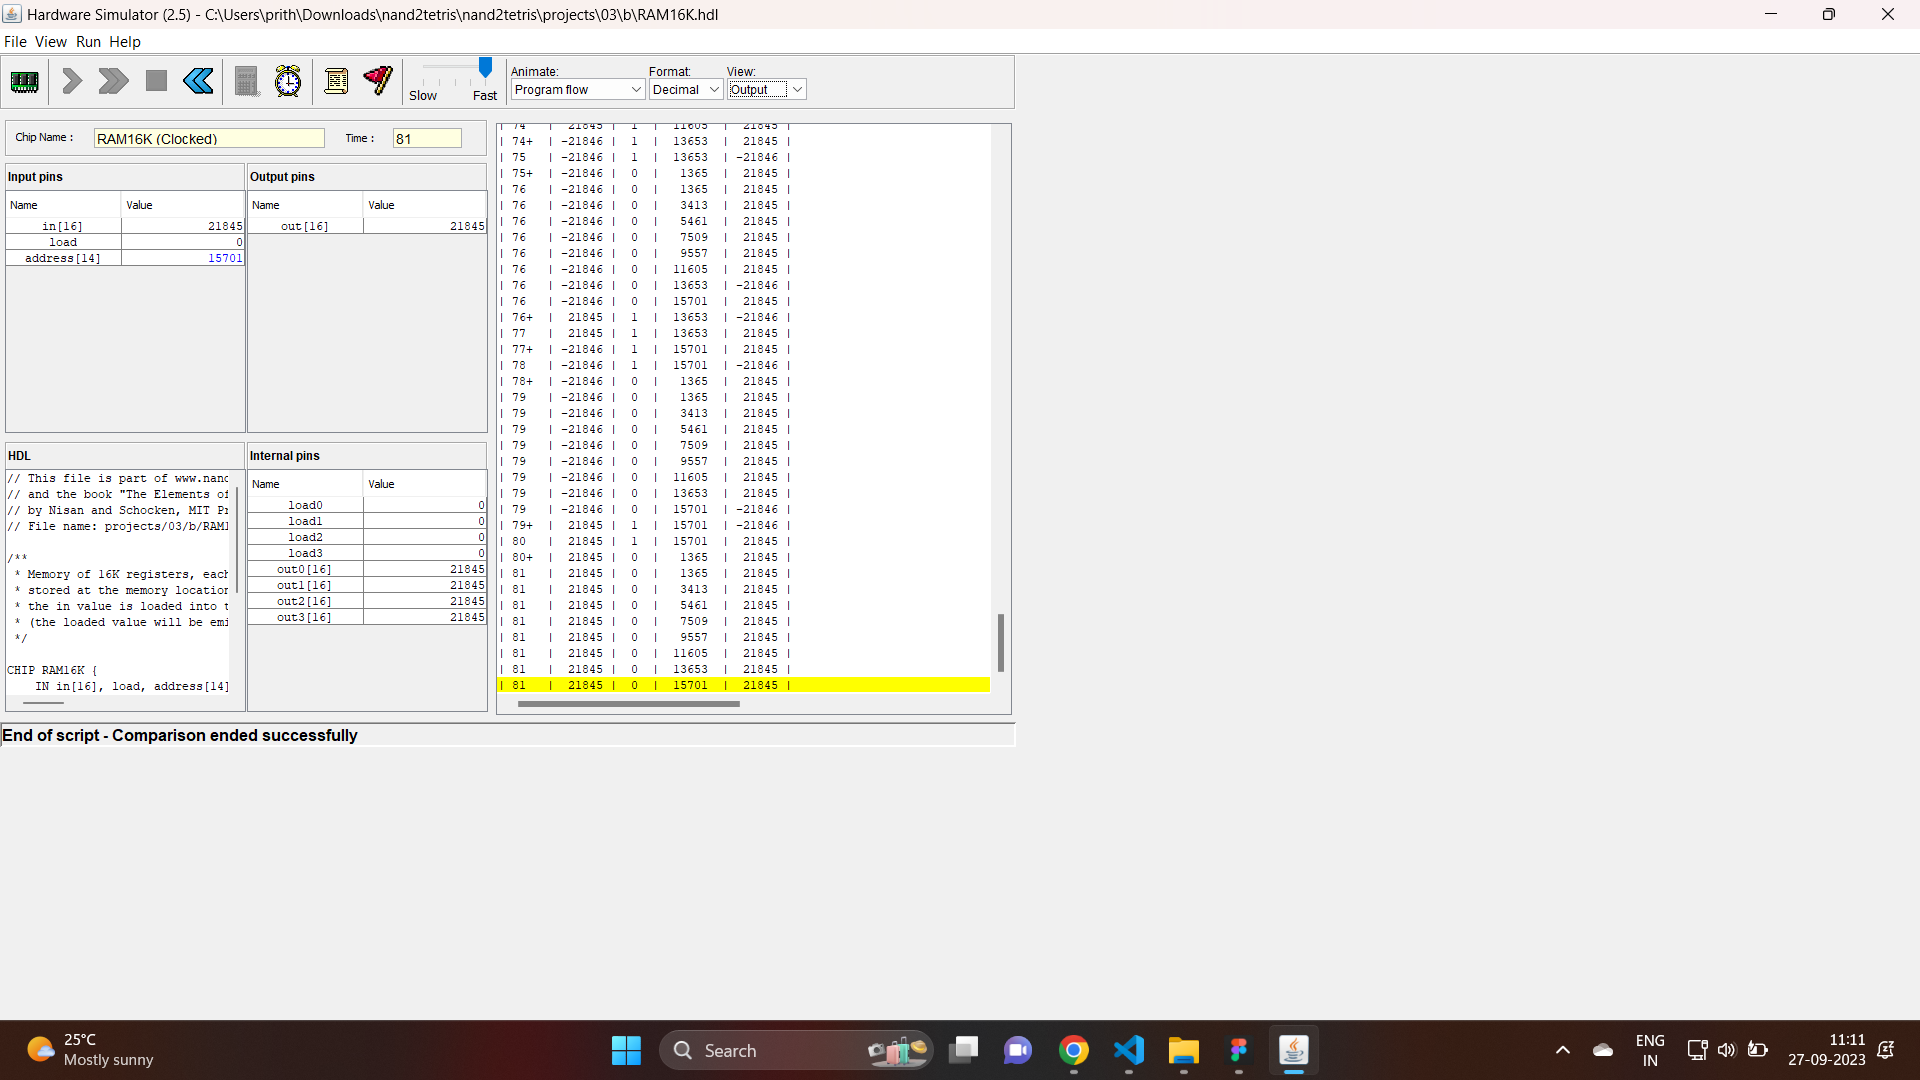 Hardware Simulator (2.5) - C:\Users\prith\Downloads\nand2tetris\nand2tetris\projects\03\b\RAM16K.hdl
File View Run Help
Slow Fast
Animate: Format: View:
Program flow Decimal Output
Chip Name : RAM16K (Clocked) Time : 81
Input pins
Name Value
in[16] 21845
load 0
address[14] 15701
Output pins
Name Value
out[16] 21845
HDL
// This file is part of www.nand
// and the book "The Elements of
// by Nisan and Schocken, MIT Pr
// File name: projects/03/b/RAM1
/**
* Memory of 16K registers, each
* stored at the memory location
* the in value is loaded into t
* (the loaded value will be emi
*/
CHIP RAM16K {
IN in[16], load, address[14]
Internal pins
Name Value
load0 0
load1 0
load2 0
load3 0
out0[16] 21845
out1[16] 21845
out2[16] 21845
out3[16] 21845
| 74 | 21845 | 1 | 11605 | 21845 |
| 74+ | -21846 | 1 | 13653 | 21845 |
| 75 | -21846 | 1 | 13653 | -21846 |
| 75+ | -21846 | 0 | 1365 | 21845 |
| 76 | -21846 | 0 | 1365 | 21845 |
| 76 | -21846 | 0 | 3413 | 21845 |
| 76 | -21846 | 0 | 5461 | 21845 |
| 76 | -21846 | 0 | 7509 | 21845 |
| 76 | -21846 | 0 | 9557 | 21845 |
| 76 | -21846 | 0 | 11605 | 21845 |
| 76 | -21846 | 0 | 13653 | -21846 |
| 76 | -21846 | 0 | 15701 | 21845 |
| 76+ | 21845 | 1 | 13653 | -21846 |
| 77 | 21845 | 1 | 13653 | 21845 |
| 77+ | -21846 | 1 | 15701 | 21845 |
| 78 | -21846 | 1 | 15701 | -21846 |
| 78+ | -21846 | 0 | 1365 | 21845 |
| 79 | -21846 | 0 | 1365 | 21845 |
| 79 | -21846 | 0 | 3413 | 21845 |
| 79 | -21846 | 0 | 5461 | 21845 |
| 79 | -21846 | 0 | 7509 | 21845 |
| 79 | -21846 | 0 | 9557 | 21845 |
| 79 | -21846 | 0 | 11605 | 21845 |
| 79 | -21846 | 0 | 13653 | 21845 |
| 79 | -21846 | 0 | 15701 | -21846 |
| 79+ | 21845 | 1 | 15701 | -21846 |
| 80 | 21845 | 1 | 15701 | 21845 |
| 80+ | 21845 | 0 | 1365 | 21845 |
| 81 | 21845 | 0 | 1365 | 21845 |
| 81 | 21845 | 0 | 3413 | 21845 |
| 81 | 21845 | 0 | 5461 | 21845 |
| 81 | 21845 | 0 | 7509 | 21845 |
| 81 | 21845 | 0 | 9557 | 21845 |
| 81 | 21845 | 0 | 11605 | 21845 |
| 81 | 21845 | 0 | 13653 | 21845 |
| 81 | 21845 | 0 | 15701 | 21845 |
End of script - Comparison ended successfully
25°C
Mostly sunny
Search
ENG
IN
11:11
27-09-2023